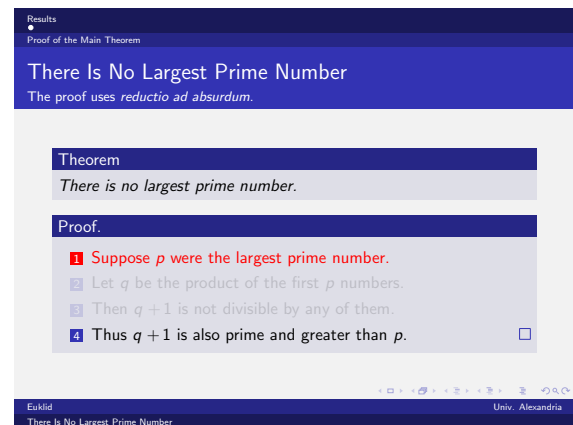 Results
Proof of the Main Theorem
There Is No Largest Prime Number
The proof uses reductio ad absurdum.
Theorem
There is no largest prime number.
Proof.
1 Suppose p were the largest prime number.
2 Let q be the product of the first p numbers.
3 Then q + 1 is not divisible by any of them.
4 Thus q + 1 is also prime and greater than p.
Euklid Univ. Alexandria
There Is No Largest Prime Number